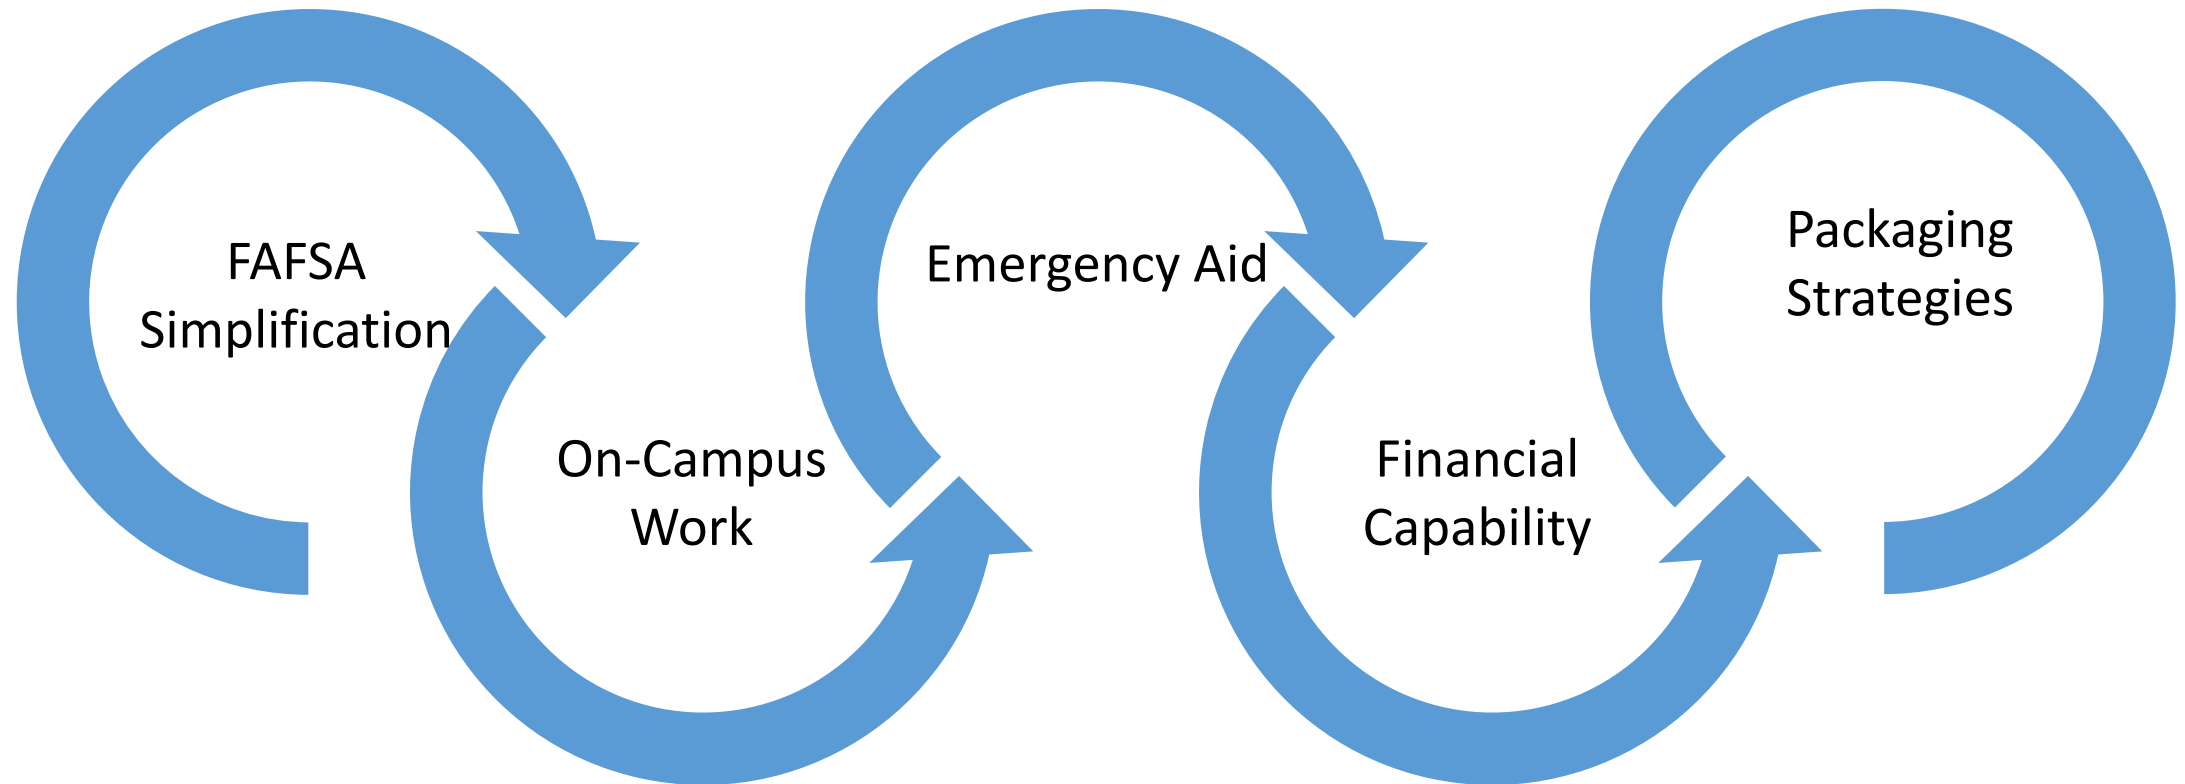 FAFSA
Simplification
On-Campus
Work
Emergency Aid
Financial
Capability
Packaging
Strategies